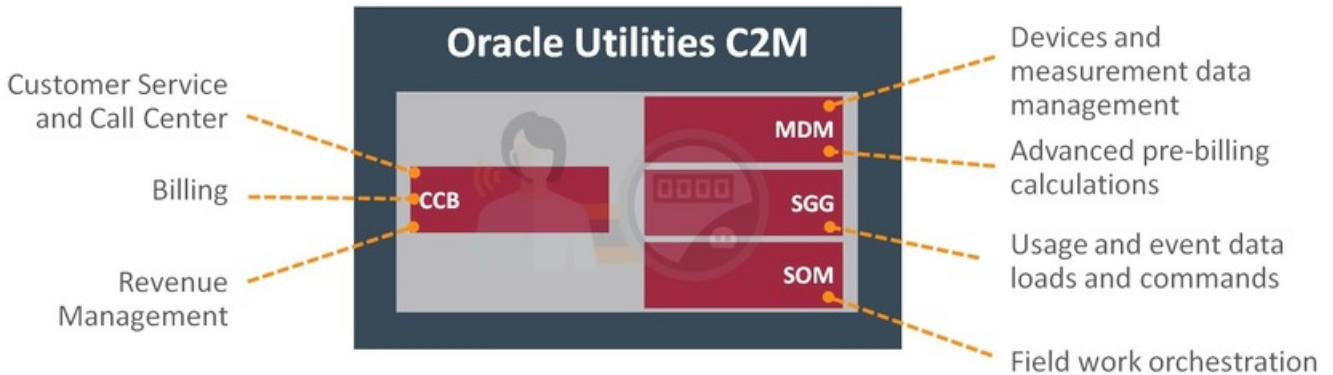 Oracle Utilities C2M
Customer Service
and Call Center
Billing
Revenue
Management
CCB
MDM
SGG
SOM
Devices and
measurement data
management
Advanced pre-billing
calculations
Usage and event data
loads and commands
Field work orchestration